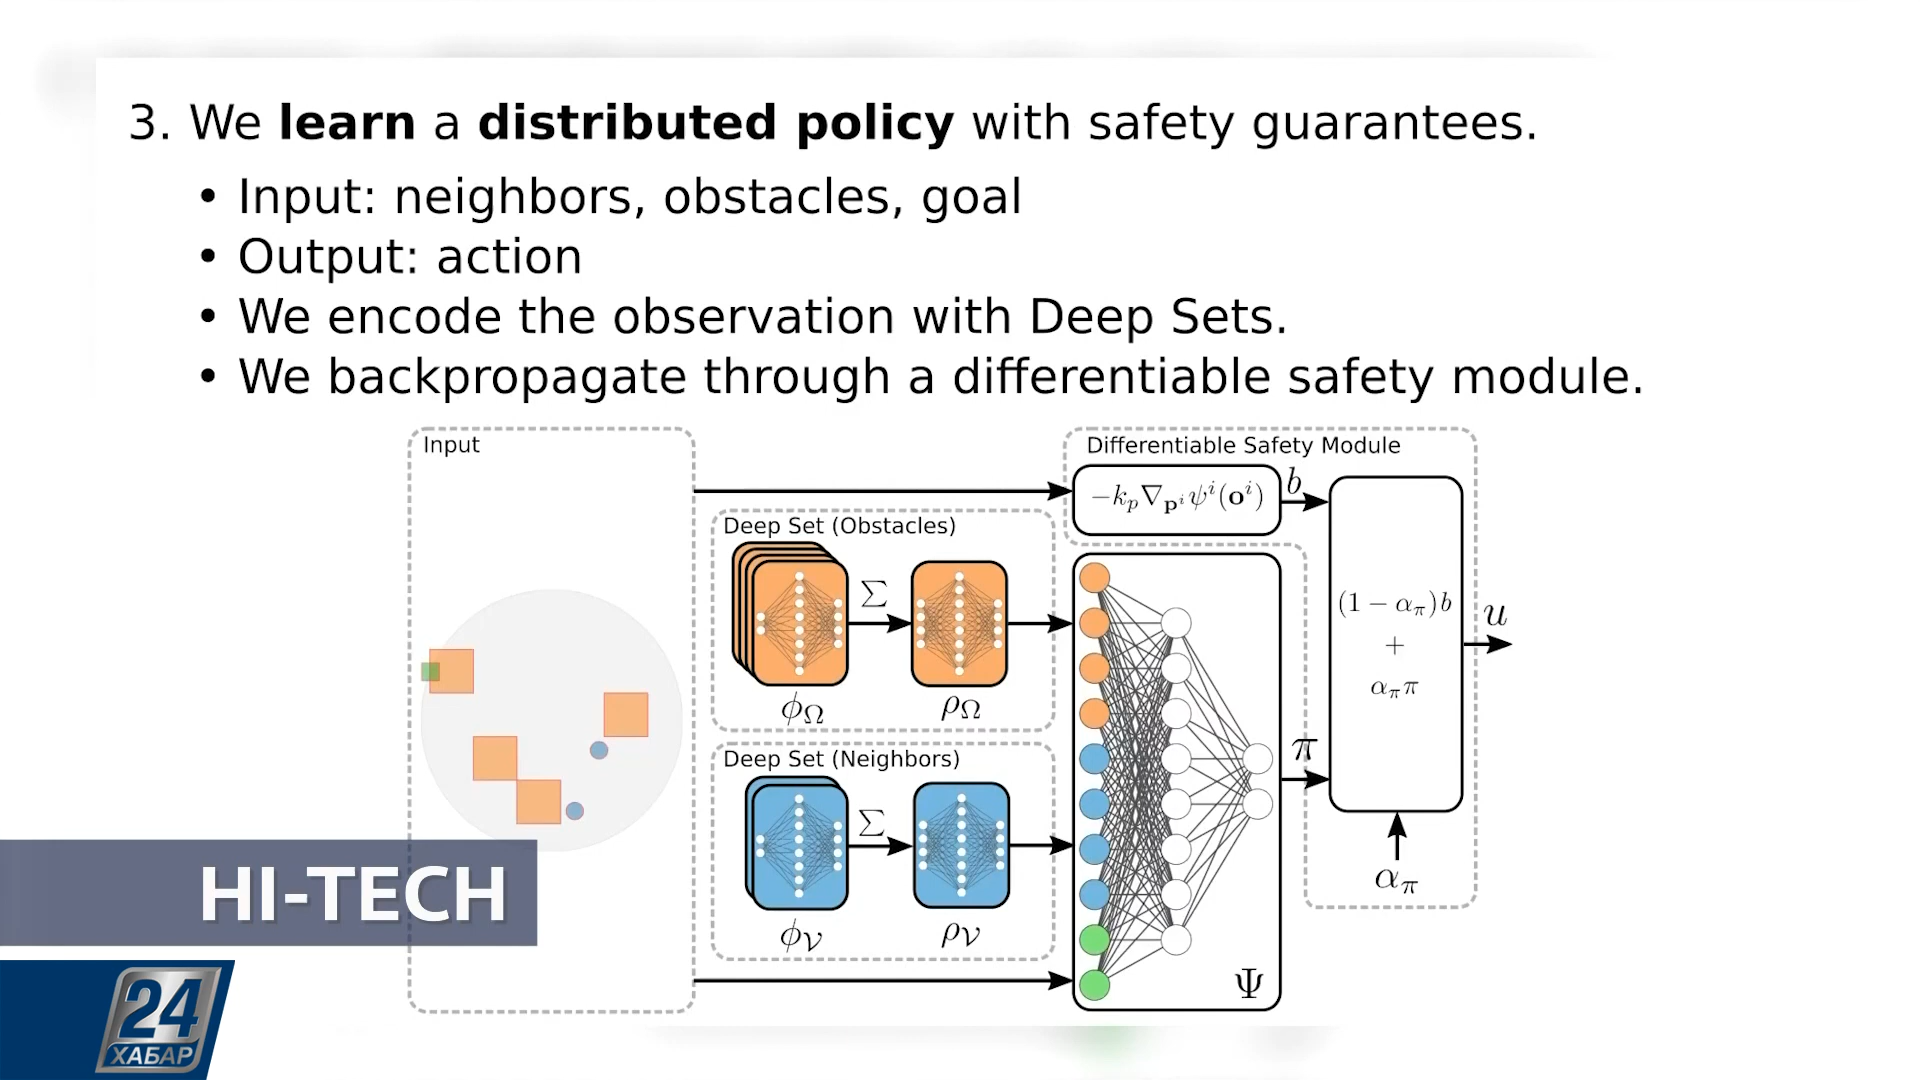 3. We learn a distributed policy with safety guarantees.
• Input: neighbors, obstacles, goal
• Output: action
• We encode the observation with Deep Sets.
• We backpropagate through a differentiable safety module.
Input
Differentiable Safety Module
−k_p∇_{𝐩^i}ψ^i(𝐨^i)
b
Deep Set (Obstacles)
Σ
ϕ_Ω
ρ_Ω
(1 − α_π)b
+
α_ππ
u
Deep Set (Neighbors)
Σ
ϕ_𝒱
ρ_𝒱
π
α_π
Ψ
HI-TECH
24
ХАБАР